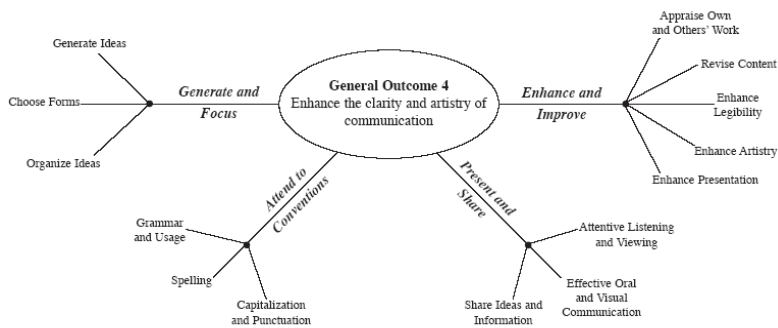 General Outcome 4
Enhance the clarity and artistry of
communication
Generate and
Focus
Generate Ideas
Choose Forms
Organize Ideas
Enhance and
Improve
Appraise Own
and Others' Work
Revise Content
Enhance
Legibility
Enhance Artistry
Enhance Presentation
Attend to
Conventions
Grammar
and Usage
Spelling
Capitalization
and Punctuation
Present and
Share
Attentive Listening
and Viewing
Effective Oral
and Visual
Communication
Share Ideas and
Information